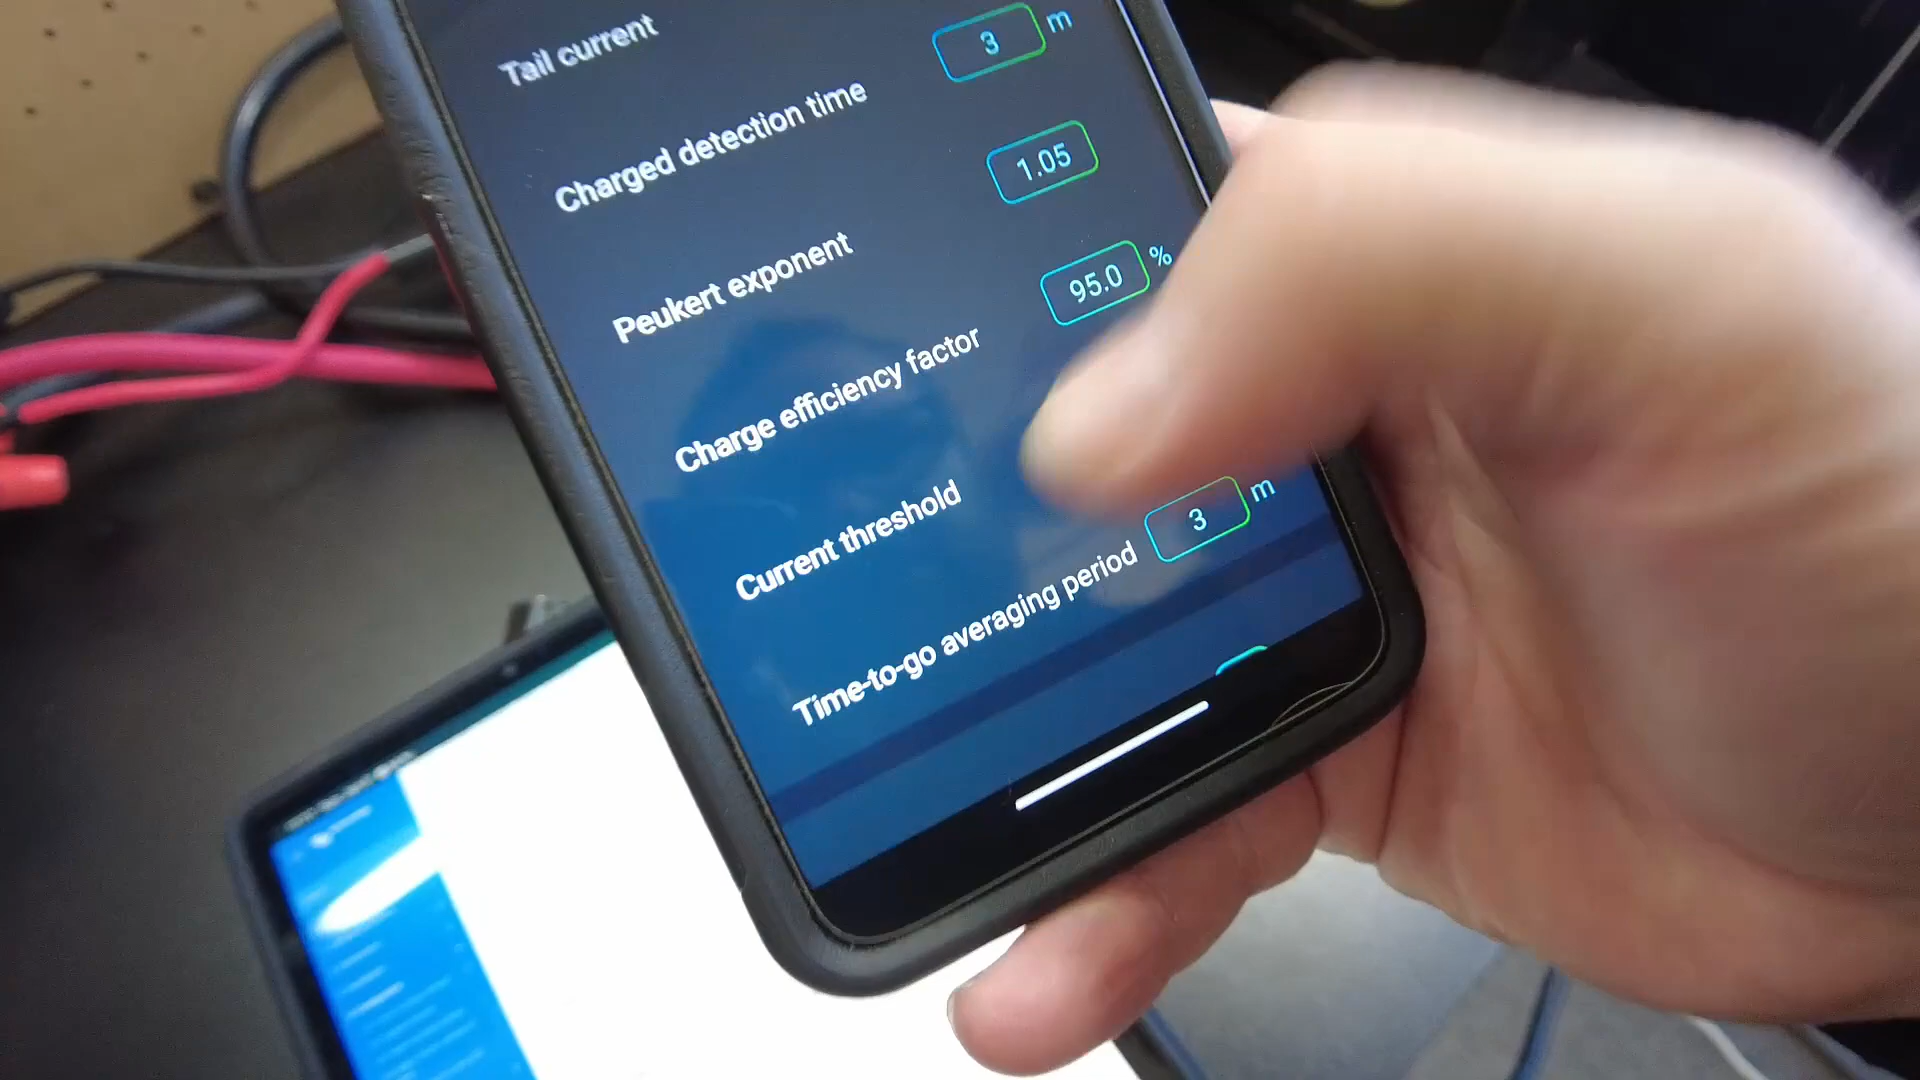 Tail current
Charged detection time 3 m
Peukert exponent 1.05
Charge efficiency factor 95.0 %
Current threshold
Time-to-go averaging period 3 m